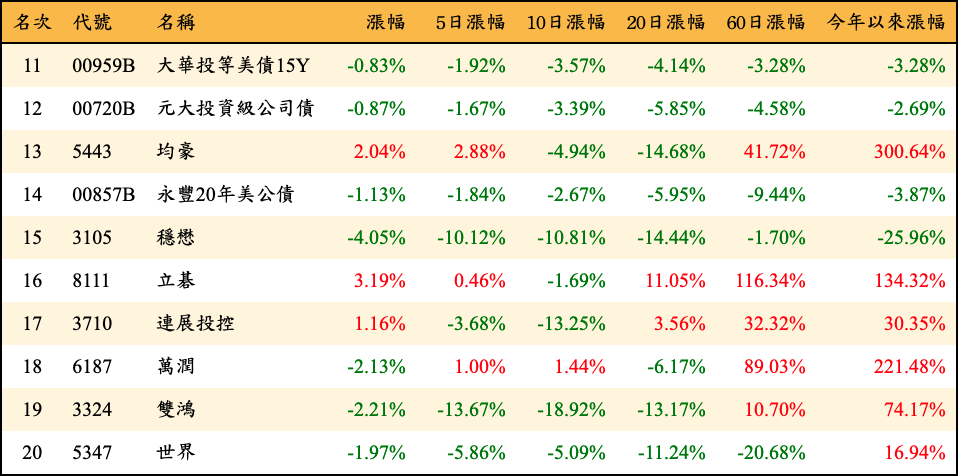 名次 代號 名稱 漲幅 5日漲幅 10日漲幅 20日漲幅 60日漲幅 今年以來漲幅
11 00959B 大華投等美債15Y -0.83% -1.92% -3.57% -4.14% -3.28% -3.28%
12 00720B 元大投資級公司債 -0.87% -1.67% -3.39% -5.85% -4.58% -2.69%
13 5443 均豪 2.04% 2.88% -4.94% -14.68% 41.72% 300.64%
14 00857B 永豐20年美公債 -1.13% -1.84% -2.67% -5.95% -9.44% -3.87%
15 3105 穩懋 -4.05% -10.12% -10.81% -14.44% -1.70% -25.96%
16 8111 立碁 3.19% 0.46% -1.69% 11.05% 116.34% 134.32%
17 3710 連展投控 1.16% -3.68% -13.25% 3.56% 32.32% 30.35%
18 6187 萬潤 -2.13% 1.00% 1.44% -6.17% 89.03% 221.48%
19 3324 雙鴻 -2.21% -13.67% -18.92% -13.17% 10.70% 74.17%
20 5347 世界 -1.97% -5.86% -5.09% -11.24% -20.68% 16.94%